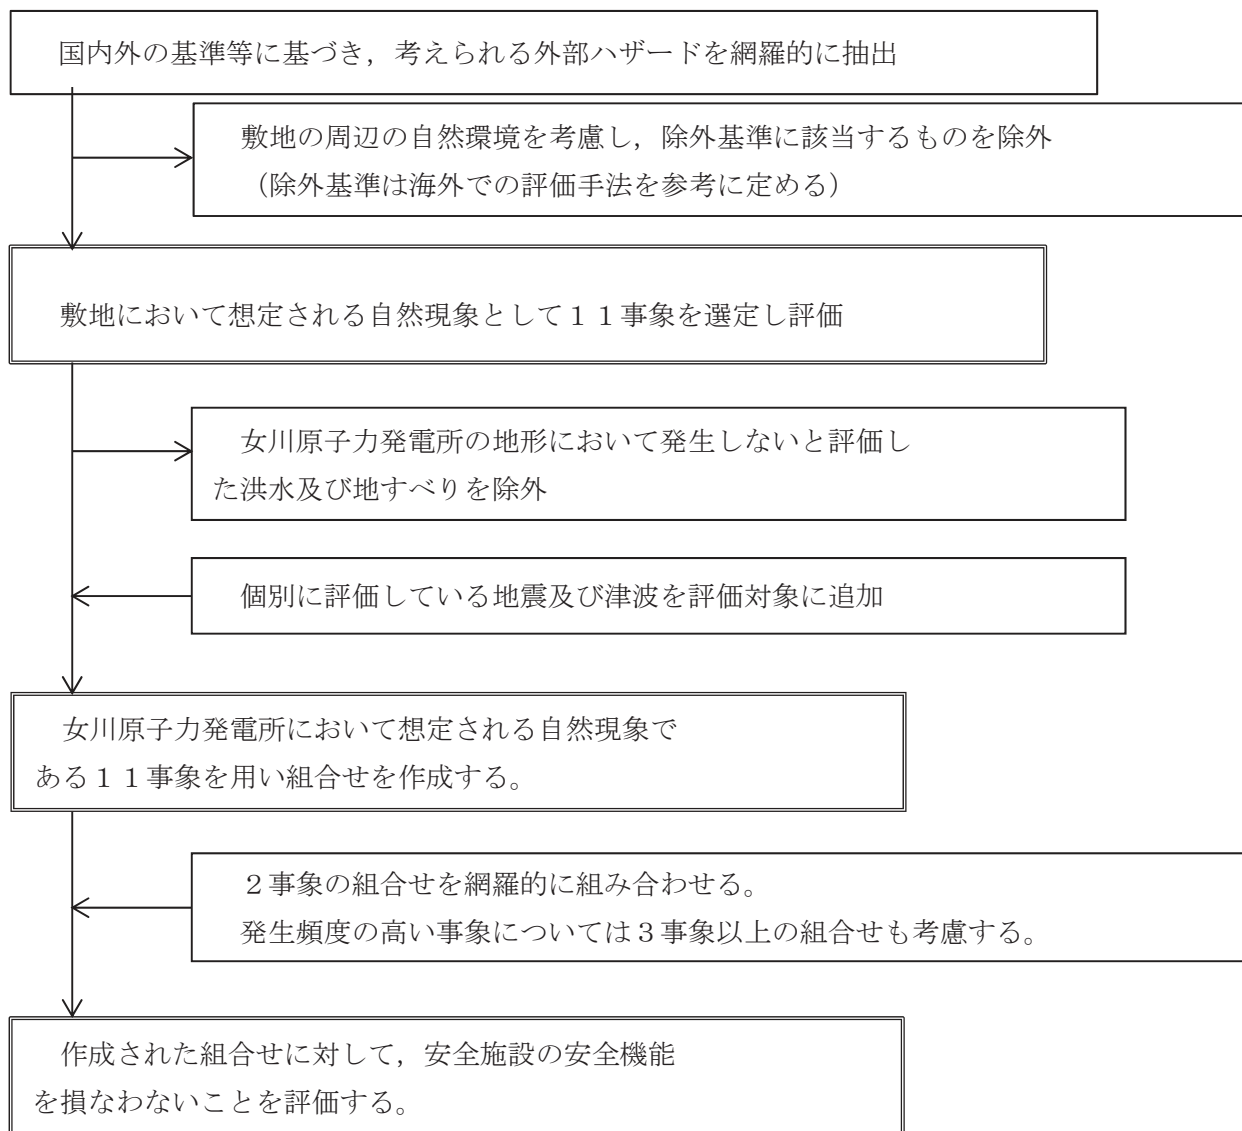 国内外の基準等に基づき，考えられる外部ハザードを網羅的に抽出
敷地の周辺の自然環境を考慮し，除外基準に該当するものを除外
（除外基準は海外での評価手法を参考に定める）
敷地において想定される自然現象として１１事象を選定し評価
女川原子力発電所の地形において発生しないと評価し
た洪水及び地すべりを除外
個別に評価している地震及び津波を評価対象に追加
女川原子力発電所において想定される自然現象で
ある１１事象を用い組合せを作成する。
２事象の組合せを網羅的に組み合わせる。
発生頻度の高い事象については３事象以上の組合せも考慮する。
作成された組合せに対して，安全施設の安全機能
を損なわないことを評価する。